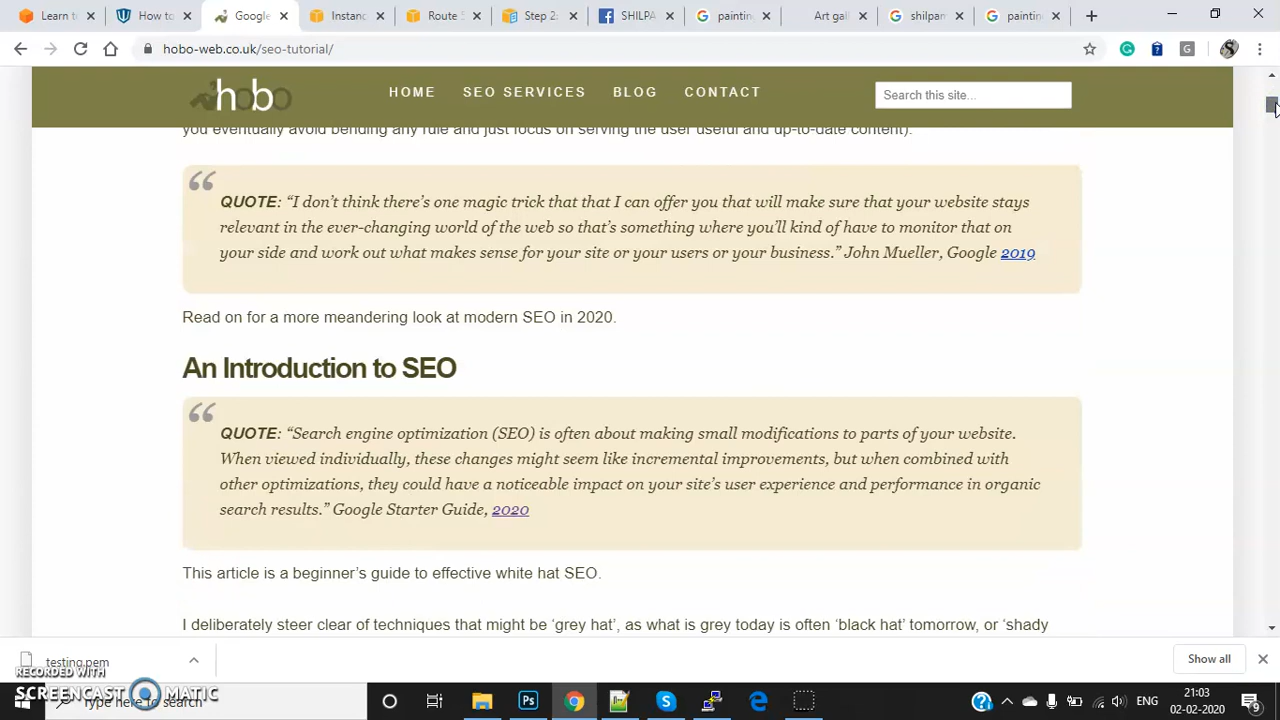 Learn t
How to
Google
Instanc
Route
Step 2
SHILPA
paintin
Art gall
shilpam
paintin
hobo-web.co.uk/seo-tutorial/
hobo
HOME
SEO SERVICES
BLOG
CONTACT
Search this site...
you eventually avoid bending any rule and just focus on serving the user useful and up-to-date content).
QUOTE: “I don’t think there’s one magic trick that that I can offer you that will make sure that your website stays
relevant in the ever-changing world of the web so that’s something where you’ll kind of have to monitor that on
your side and work out what makes sense for your site or your users or your business.” John Mueller, Google 2019
Read on for a more meandering look at modern SEO in 2020.
An Introduction to SEO
QUOTE: “Search engine optimization (SEO) is often about making small modifications to parts of your website.
When viewed individually, these changes might seem like incremental improvements, but when combined with
other optimizations, they could have a noticeable impact on your site’s user experience and performance in organic
search results.” Google Starter Guide, 2020
This article is a beginner’s guide to effective white hat SEO.
I deliberately steer clear of techniques that might be ‘grey hat’, as what is grey today is often ‘black hat’ tomorrow, or ‘shady
testing.pem
Show all
RECORDED WITH
SCREENCAST MATIC
Type here to search
ENG
21:03
02-02-2020
9